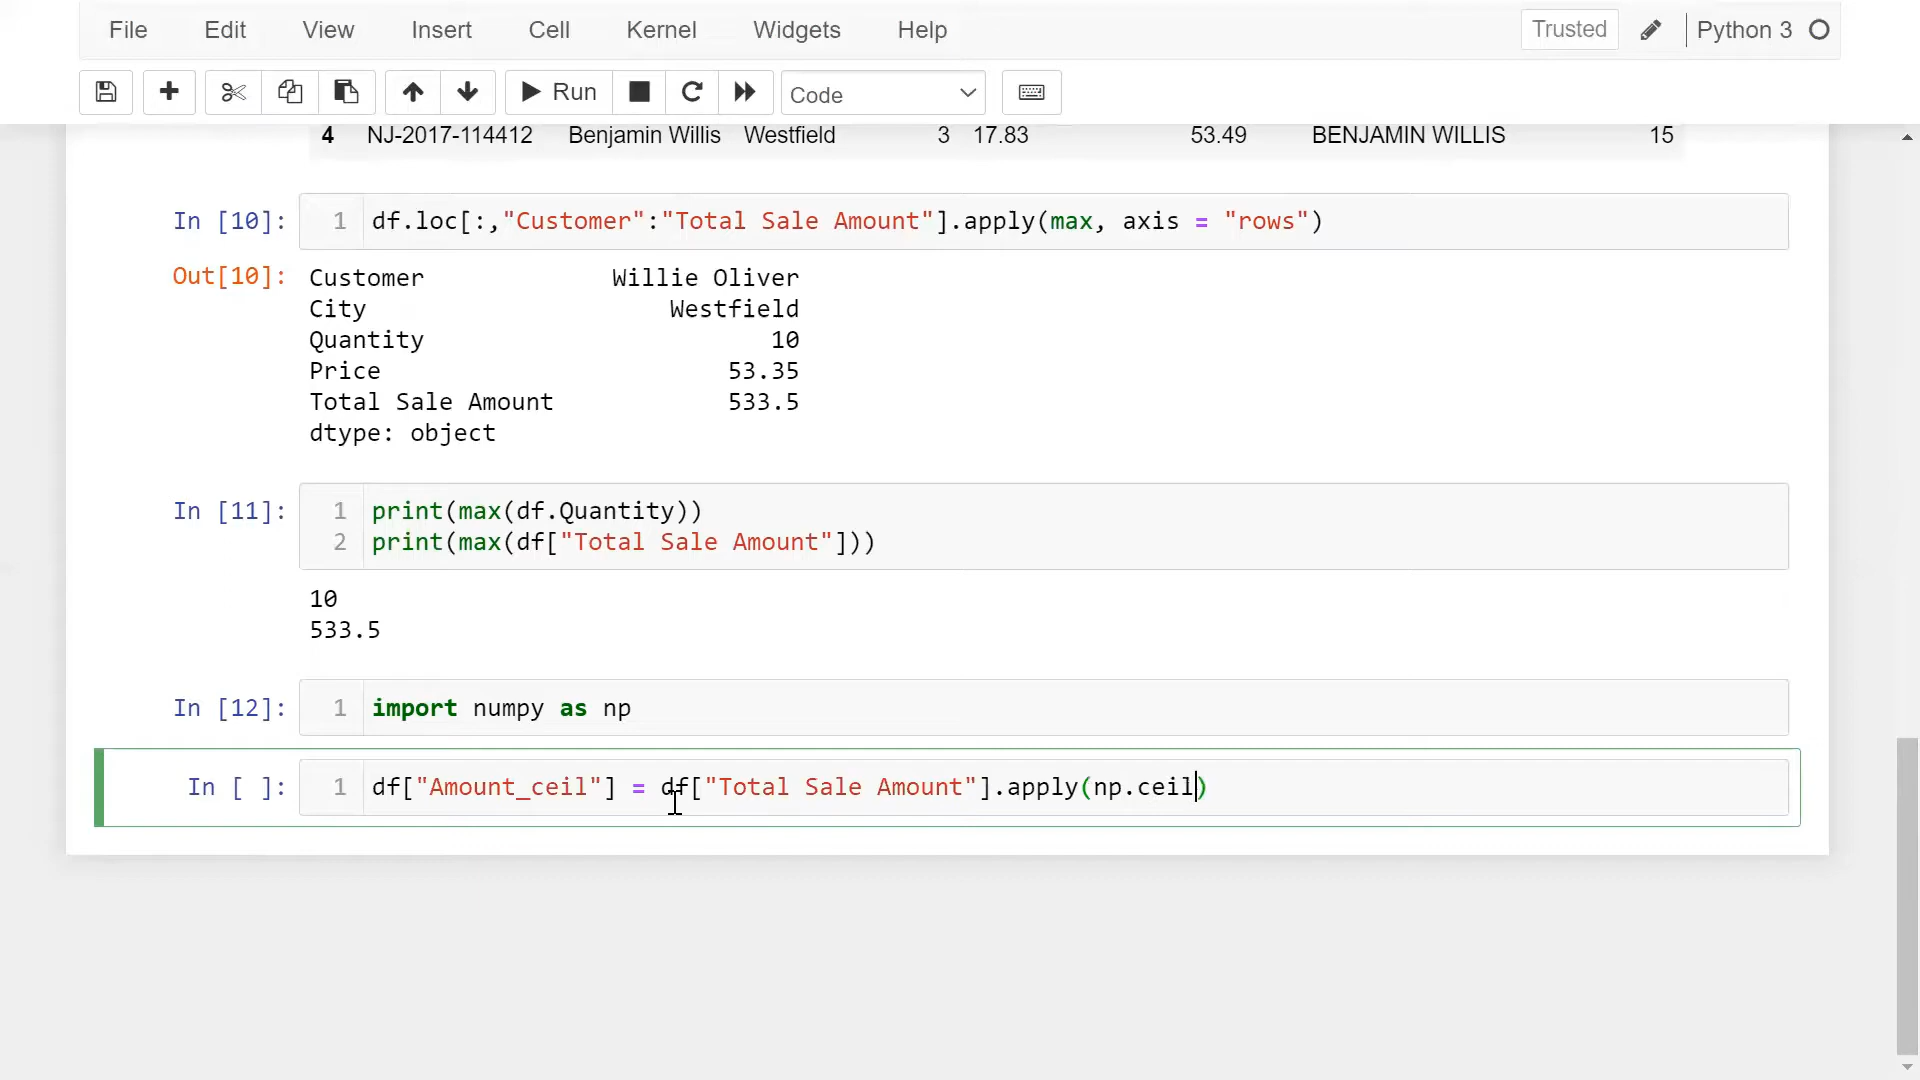 File Edit View Insert Cell Kernel Widgets Help Trusted Python 3
Run Code
4 NJ-2017-114412 Benjamin Willis Westfield 3 17.83 53.49 BENJAMIN WILLIS 15
In [10]: 1 df.loc[:,"Customer":"Total Sale Amount"].apply(max, axis = "rows")
Out[10]: Customer Willie Oliver
City Westfield
Quantity 10
Price 53.35
Total Sale Amount 533.5
dtype: object
In [11]: 1 print(max(df.Quantity))
2 print(max(df["Total Sale Amount"]))
10
533.5
In [12]: 1 import numpy as np
In [ ]: 1 df["Amount_ceil"] = df["Total Sale Amount"].apply(np.ceil)